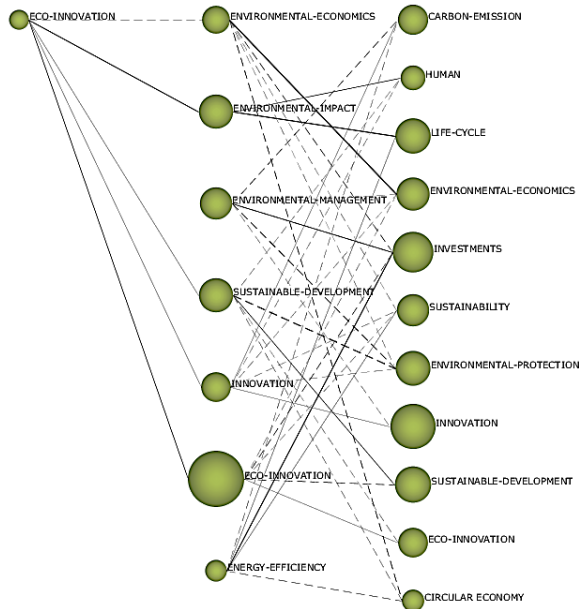 ECO-INNOVATION
ENVIRONMENTAL-ECONOMICS
ENVIRONMENTAL-IMPACT
ENVIRONMENTAL-MANAGEMENT
SUSTAINABLE-DEVELOPMENT
INNOVATION
ECO-INNOVATION
ENERGY-EFFICIENCY
CARBON-EMISSION
HUMAN
LIFE-CYCLE
ENVIRONMENTAL-ECONOMICS
INVESTMENTS
SUSTAINABILITY
ENVIRONMENTAL-PROTECTION
INNOVATION
SUSTAINABLE-DEVELOPMENT
ECO-INNOVATION
CIRCULAR ECONOMY